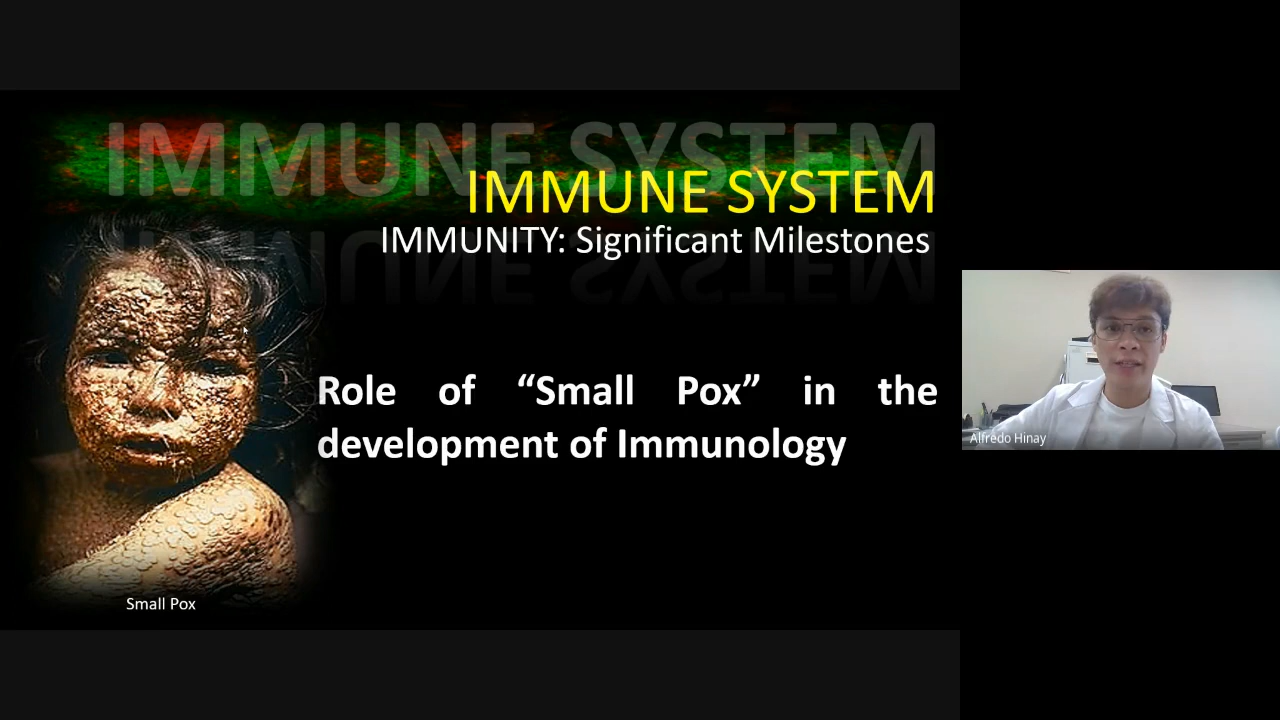 IMMUNE SYSTEM
IMMUNE SYSTEM
IMMUNITY: Significant Milestones
Role of “Small Pox” in the
development of Immunology
Alfredo Hinay
Small Pox